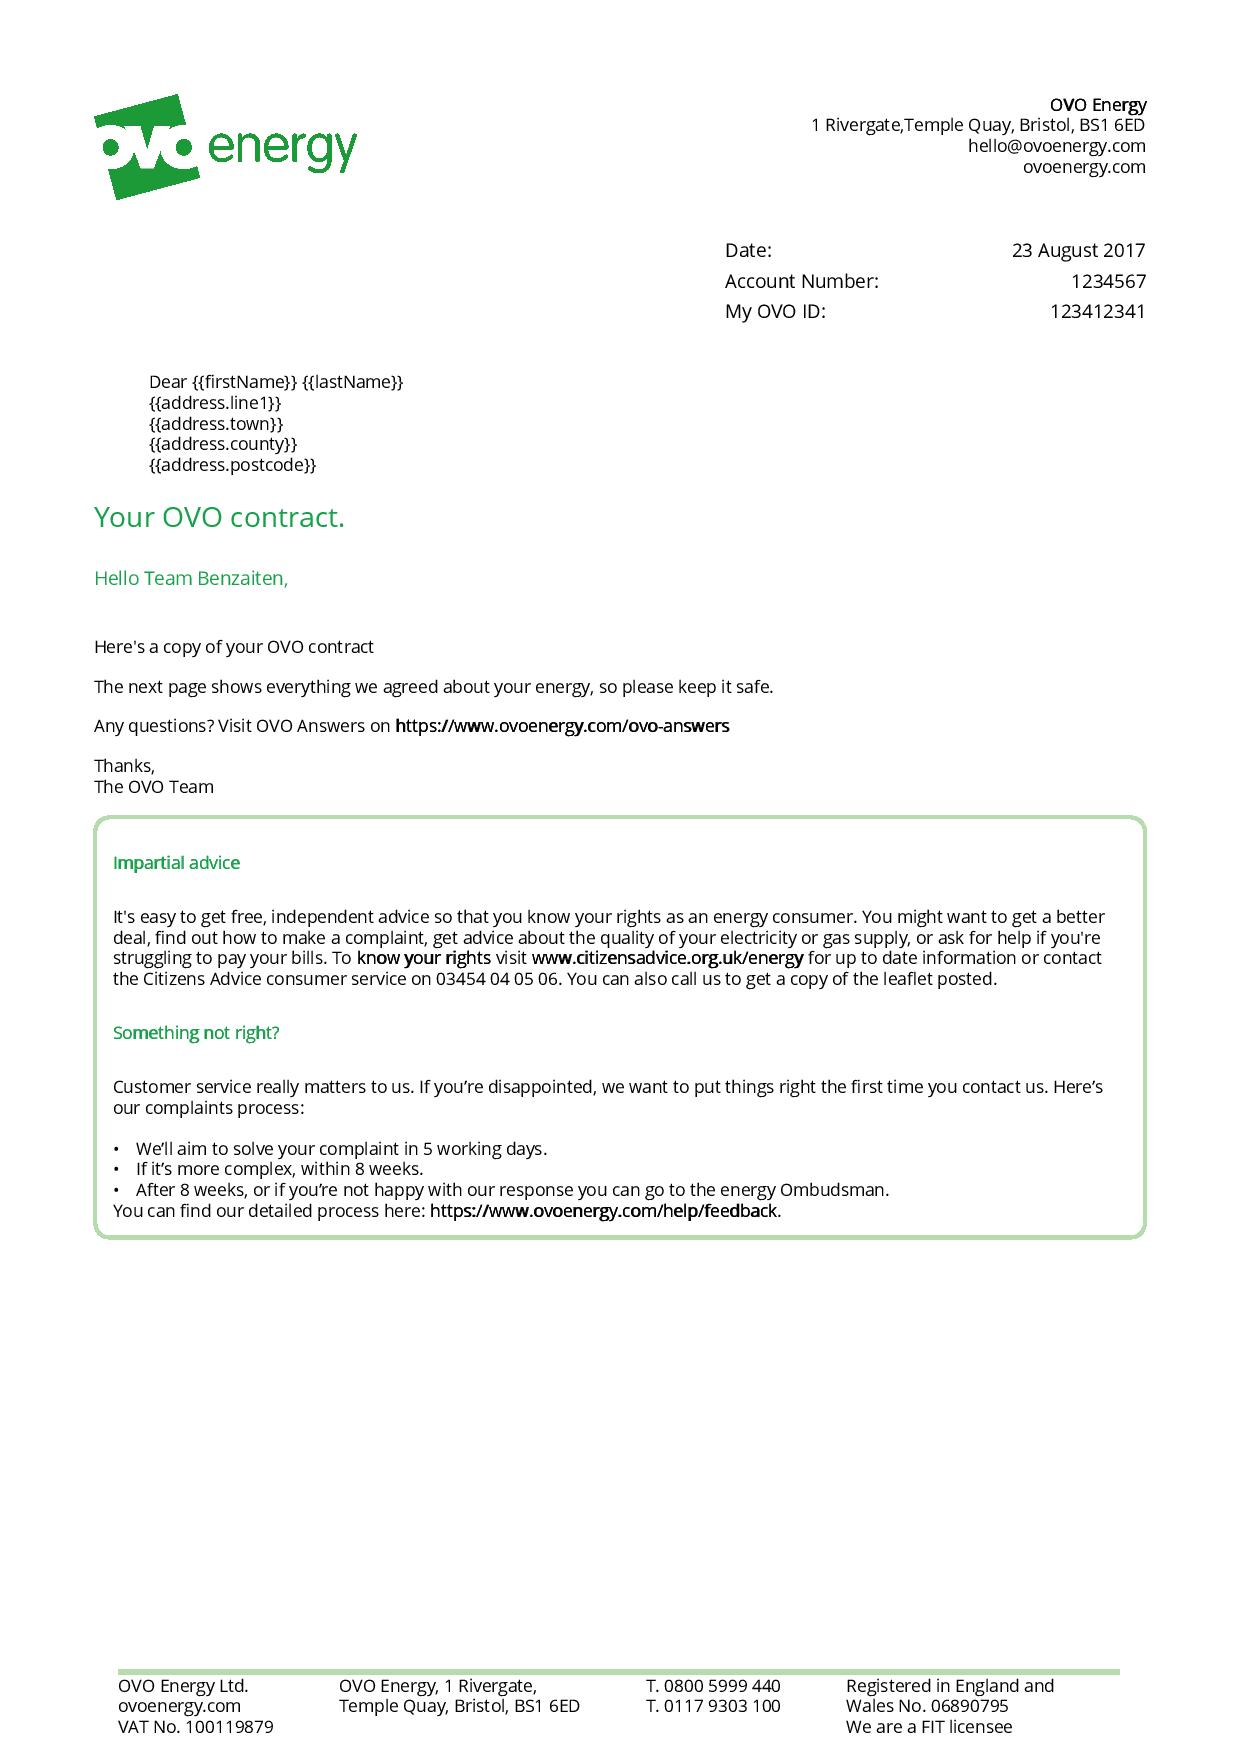 ovo energy
OVO Energy
1 Rivergate,Temple Quay, Bristol, BS1 6ED
hello@ovoenergy.com
ovoenergy.com
Date: 23 August 2017
Account Number: 1234567
My OVO ID: 123412341
Dear {{firstName}} {{lastName}}
{{address.line1}}
{{address.town}}
{{address.county}}
{{address.postcode}}
Your OVO contract.
Hello Team Benzaiten,
Here's a copy of your OVO contract
The next page shows everything we agreed about your energy, so please keep it safe.
Any questions? Visit OVO Answers on https://www.ovoenergy.com/ovo-answers
Thanks,
The OVO Team
Impartial advice
It's easy to get free, independent advice so that you know your rights as an energy consumer. You might want to get a better
deal, find out how to make a complaint, get advice about the quality of your electricity or gas supply, or ask for help if you're
struggling to pay your bills. To know your rights visit www.citizensadvice.org.uk/energy for up to date information or contact
the Citizens Advice consumer service on 03454 04 05 06. You can also call us to get a copy of the leaflet posted.
Something not right?
Customer service really matters to us. If you’re disappointed, we want to put things right the first time you contact us. Here’s
our complaints process:
• We’ll aim to solve your complaint in 5 working days.
• If it’s more complex, within 8 weeks.
• After 8 weeks, or if you’re not happy with our response you can go to the energy Ombudsman.
You can find our detailed process here: https://www.ovoenergy.com/help/feedback.
OVO Energy Ltd.
ovoenergy.com
VAT No. 100119879
OVO Energy, 1 Rivergate,
Temple Quay, Bristol, BS1 6ED
T. 0800 5999 440
T. 0117 9303 100
Registered in England and
Wales No. 06890795
We are a FIT licensee